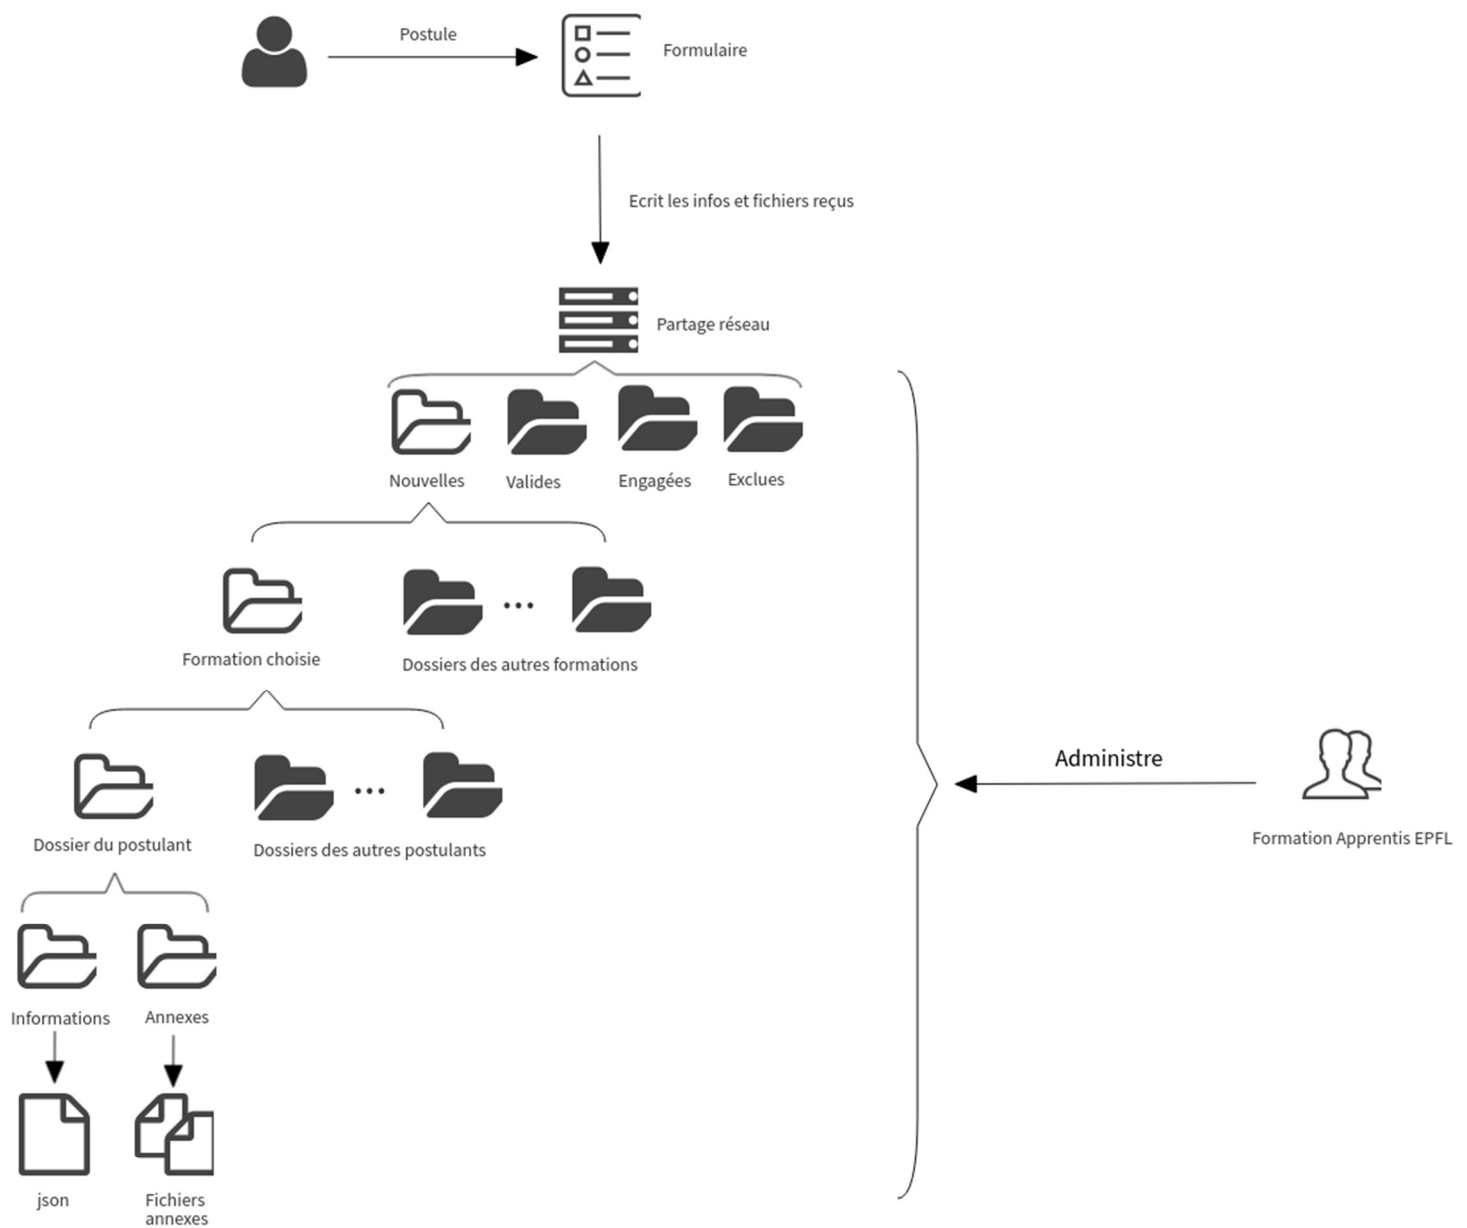 Postule
Formulaire
Ecrit les infos et fichiers reçus
Partage réseau
Nouvelles
Valides
Engagées
Exclues
Formation choisie
Dossiers des autres formations
Administre
Formation Apprentis EPFL
Dossier du postulant
Dossiers des autres postulants
Informations
Annexes
json
Fichiers
annexes